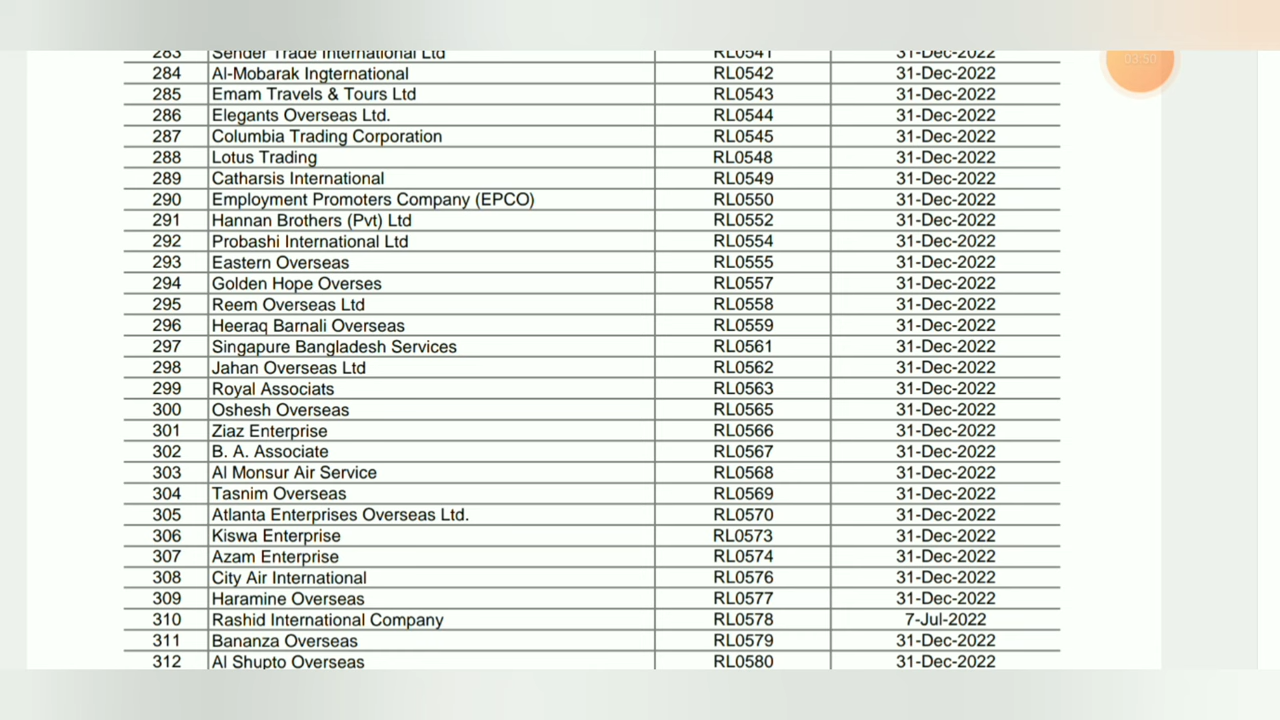 283 Sender Trade International Ltd RL0541 31-Dec-2022
03:50
284 Al-Mobarak Ingternational RL0542 31-Dec-2022
285 Emam Travels & Tours Ltd RL0543 31-Dec-2022
286 Elegants Overseas Ltd. RL0544 31-Dec-2022
287 Columbia Trading Corporation RL0545 31-Dec-2022
288 Lotus Trading RL0548 31-Dec-2022
289 Catharsis International RL0549 31-Dec-2022
290 Employment Promoters Company (EPCO) RL0550 31-Dec-2022
291 Hannan Brothers (Pvt) Ltd RL0552 31-Dec-2022
292 Probashi International Ltd RL0554 31-Dec-2022
293 Eastern Overseas RL0555 31-Dec-2022
294 Golden Hope Overses RL0557 31-Dec-2022
295 Reem Overseas Ltd RL0558 31-Dec-2022
296 Heeraq Barnali Overseas RL0559 31-Dec-2022
297 Singapure Bangladesh Services RL0561 31-Dec-2022
298 Jahan Overseas Ltd RL0562 31-Dec-2022
299 Royal Associats RL0563 31-Dec-2022
300 Oshesh Overseas RL0565 31-Dec-2022
301 Ziaz Enterprise RL0566 31-Dec-2022
302 B. A. Associate RL0567 31-Dec-2022
303 Al Monsur Air Service RL0568 31-Dec-2022
304 Tasnim Overseas RL0569 31-Dec-2022
305 Atlanta Enterprises Overseas Ltd. RL0570 31-Dec-2022
306 Kiswa Enterprise RL0573 31-Dec-2022
307 Azam Enterprise RL0574 31-Dec-2022
308 City Air International RL0576 31-Dec-2022
309 Haramine Overseas RL0577 31-Dec-2022
310 Rashid International Company RL0578 7-Jul-2022
311 Bananza Overseas RL0579 31-Dec-2022
312 Al Shupto Overseas RL0580 31-Dec-2022